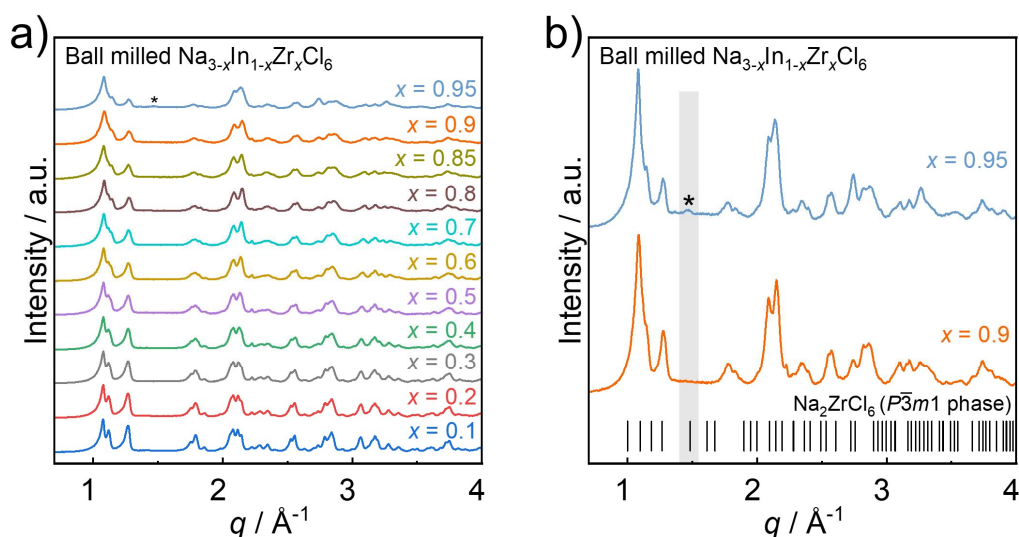 a)
Ball milled Na3-xIn1-xZrxCl6
*
x = 0.95
x = 0.9
x = 0.85
x = 0.8
x = 0.7
x = 0.6
x = 0.5
x = 0.4
x = 0.3
x = 0.2
x = 0.1
Intensity / a.u.
1 2 3 4
q / Å-1
b)
Ball milled Na3-xIn1-xZrxCl6
x = 0.95
*
x = 0.9
Na2ZrCl6 (P3̅m1 phase)
Intensity / a.u.
1 2 3 4
q / Å-1